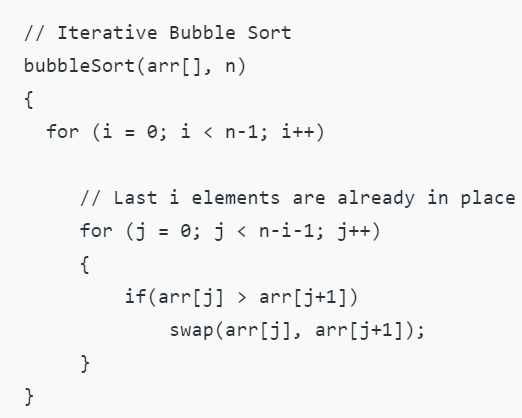 // Iterative Bubble Sort
bubbleSort(arr[], n)
{
for (i = 0; i < n-1; i++)
// Last i elements are already in place
for (j = 0; j < n-i-1; j++)
{
if(arr[j] > arr[j+1])
swap(arr[j], arr[j+1]);
}
}